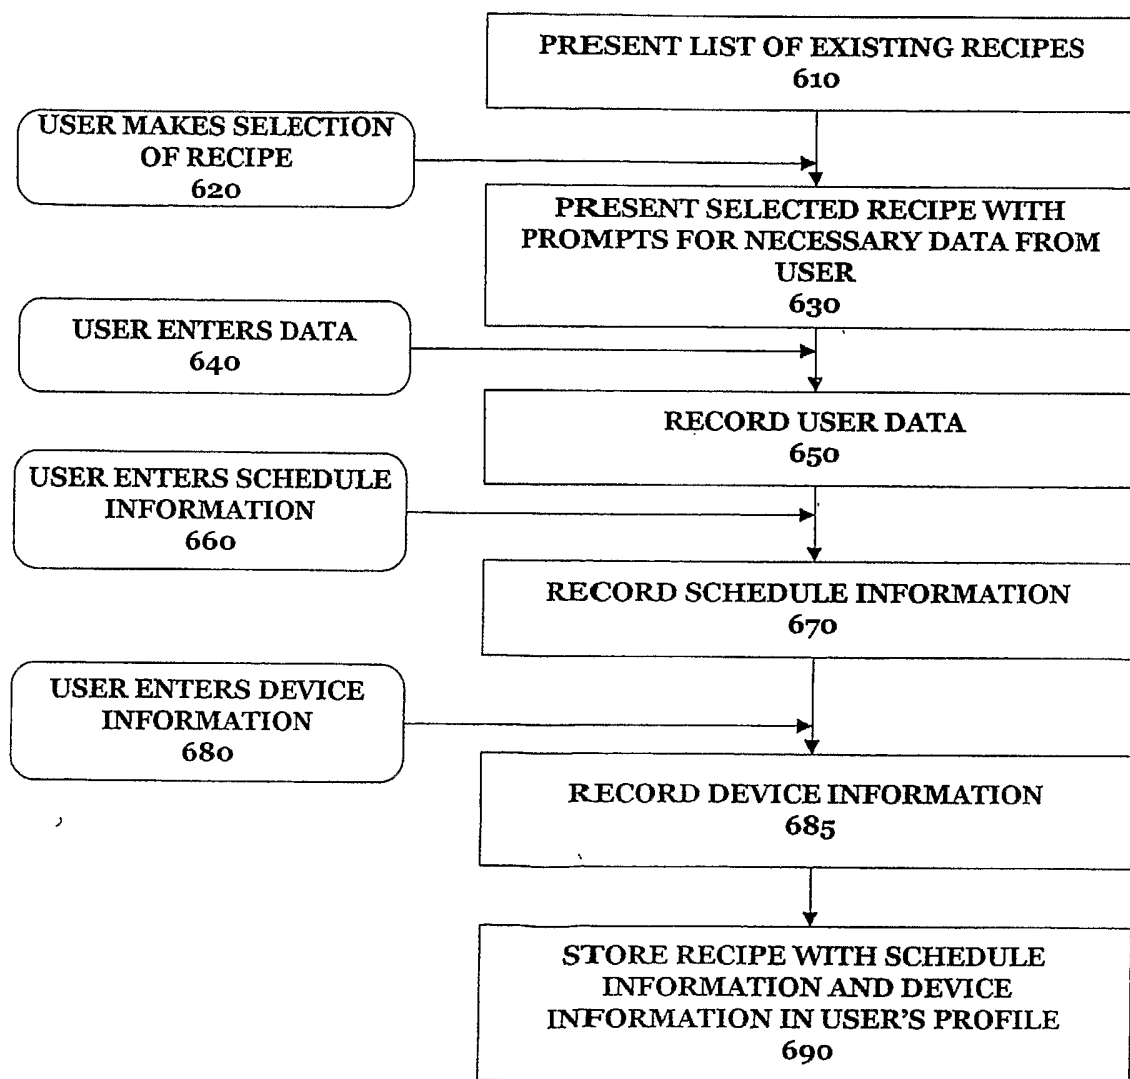 PRESENT LIST OF EXISTING RECIPES
610
USER MAKES SELECTION
OF RECIPE
620
PRESENT SELECTED RECIPE WITH
PROMPTS FOR NECESSARY DATA FROM
USER
630
USER ENTERS DATA
640
RECORD USER DATA
650
USER ENTERS SCHEDULE
INFORMATION
660
RECORD SCHEDULE INFORMATION
670
USER ENTERS DEVICE
INFORMATION
680
RECORD DEVICE INFORMATION
685
STORE RECIPE WITH SCHEDULE
INFORMATION AND DEVICE
INFORMATION IN USER'S PROFILE
690